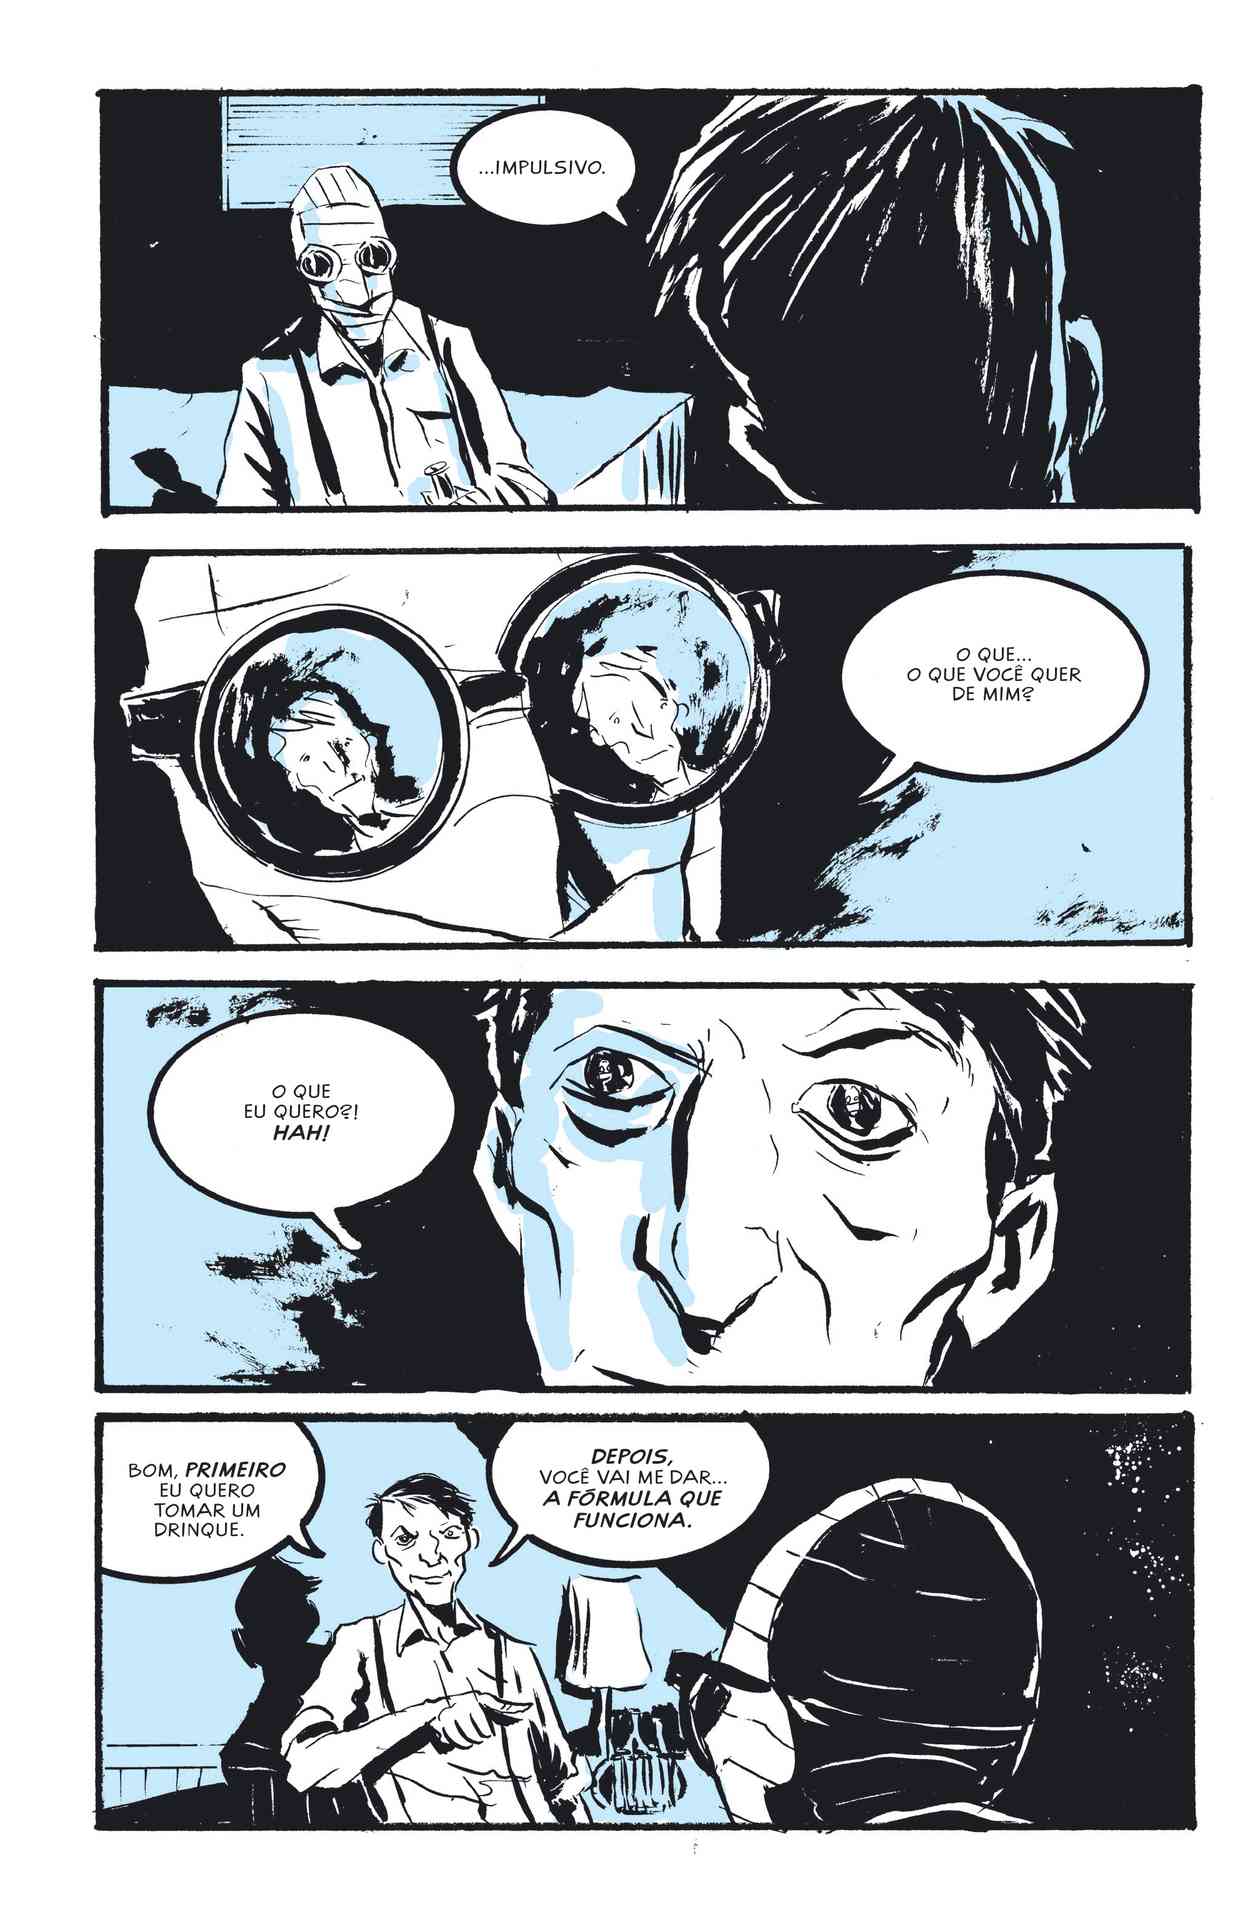 ...IMPULSIVO.
O QUE...
O QUE VOCÊ QUER
DE MIM?
O QUE
EU QUERO?!
HAH!
BOM, PRIMEIRO
EU QUERO
TOMAR UM
DRINQUE.
DEPOIS,
VOCÊ VAI ME DAR...
A FÓRMULA QUE
FUNCIONA.